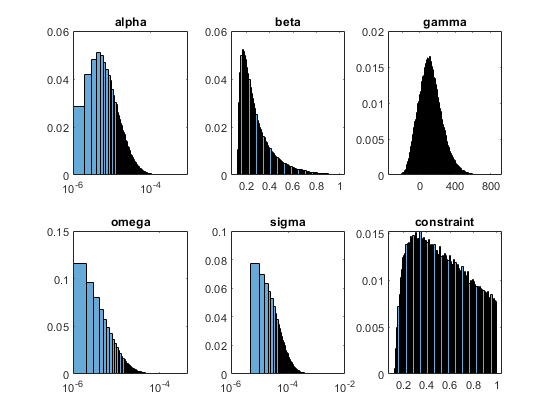 alpha beta gamma
0.06 0.06 0.02
0.015
0.04 0.04
0.01
0.02 0.02
0.005
0 0 0
10^-6 10^-4 0.2 0.4 0.6 0.8 1 0 400 800
omega sigma constraint
0.15 0.1 0.015
0.08
0.1 0.01
0.06
0.04
0.05 0.005
0.02
0 0 0
10^-6 10^-4 10^-6 10^-4 10^-2 0.2 0.4 0.6 0.8 1